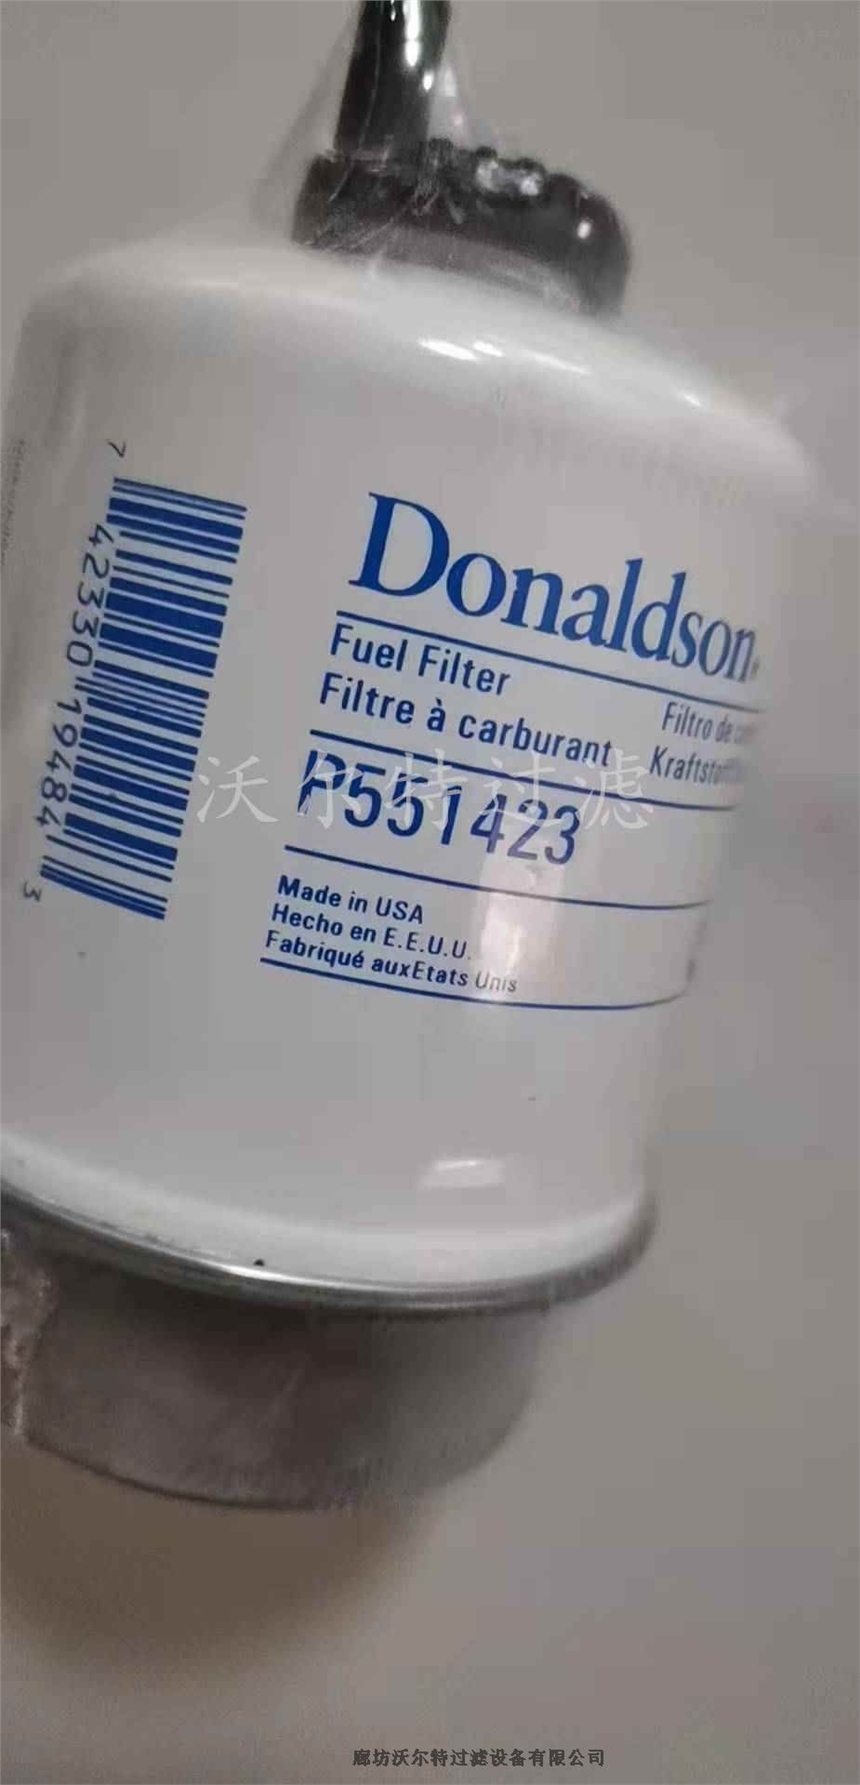 Donaldson
Fuel Filter
Filtre à carburant
Filtro de
P551423
Made in USA
Hecho en E.E.U.U.
Fabriqué auxEtats Unis
7 42330 19484 3
沃尔特过滤
廊坊沃尔特过滤设备有限公司